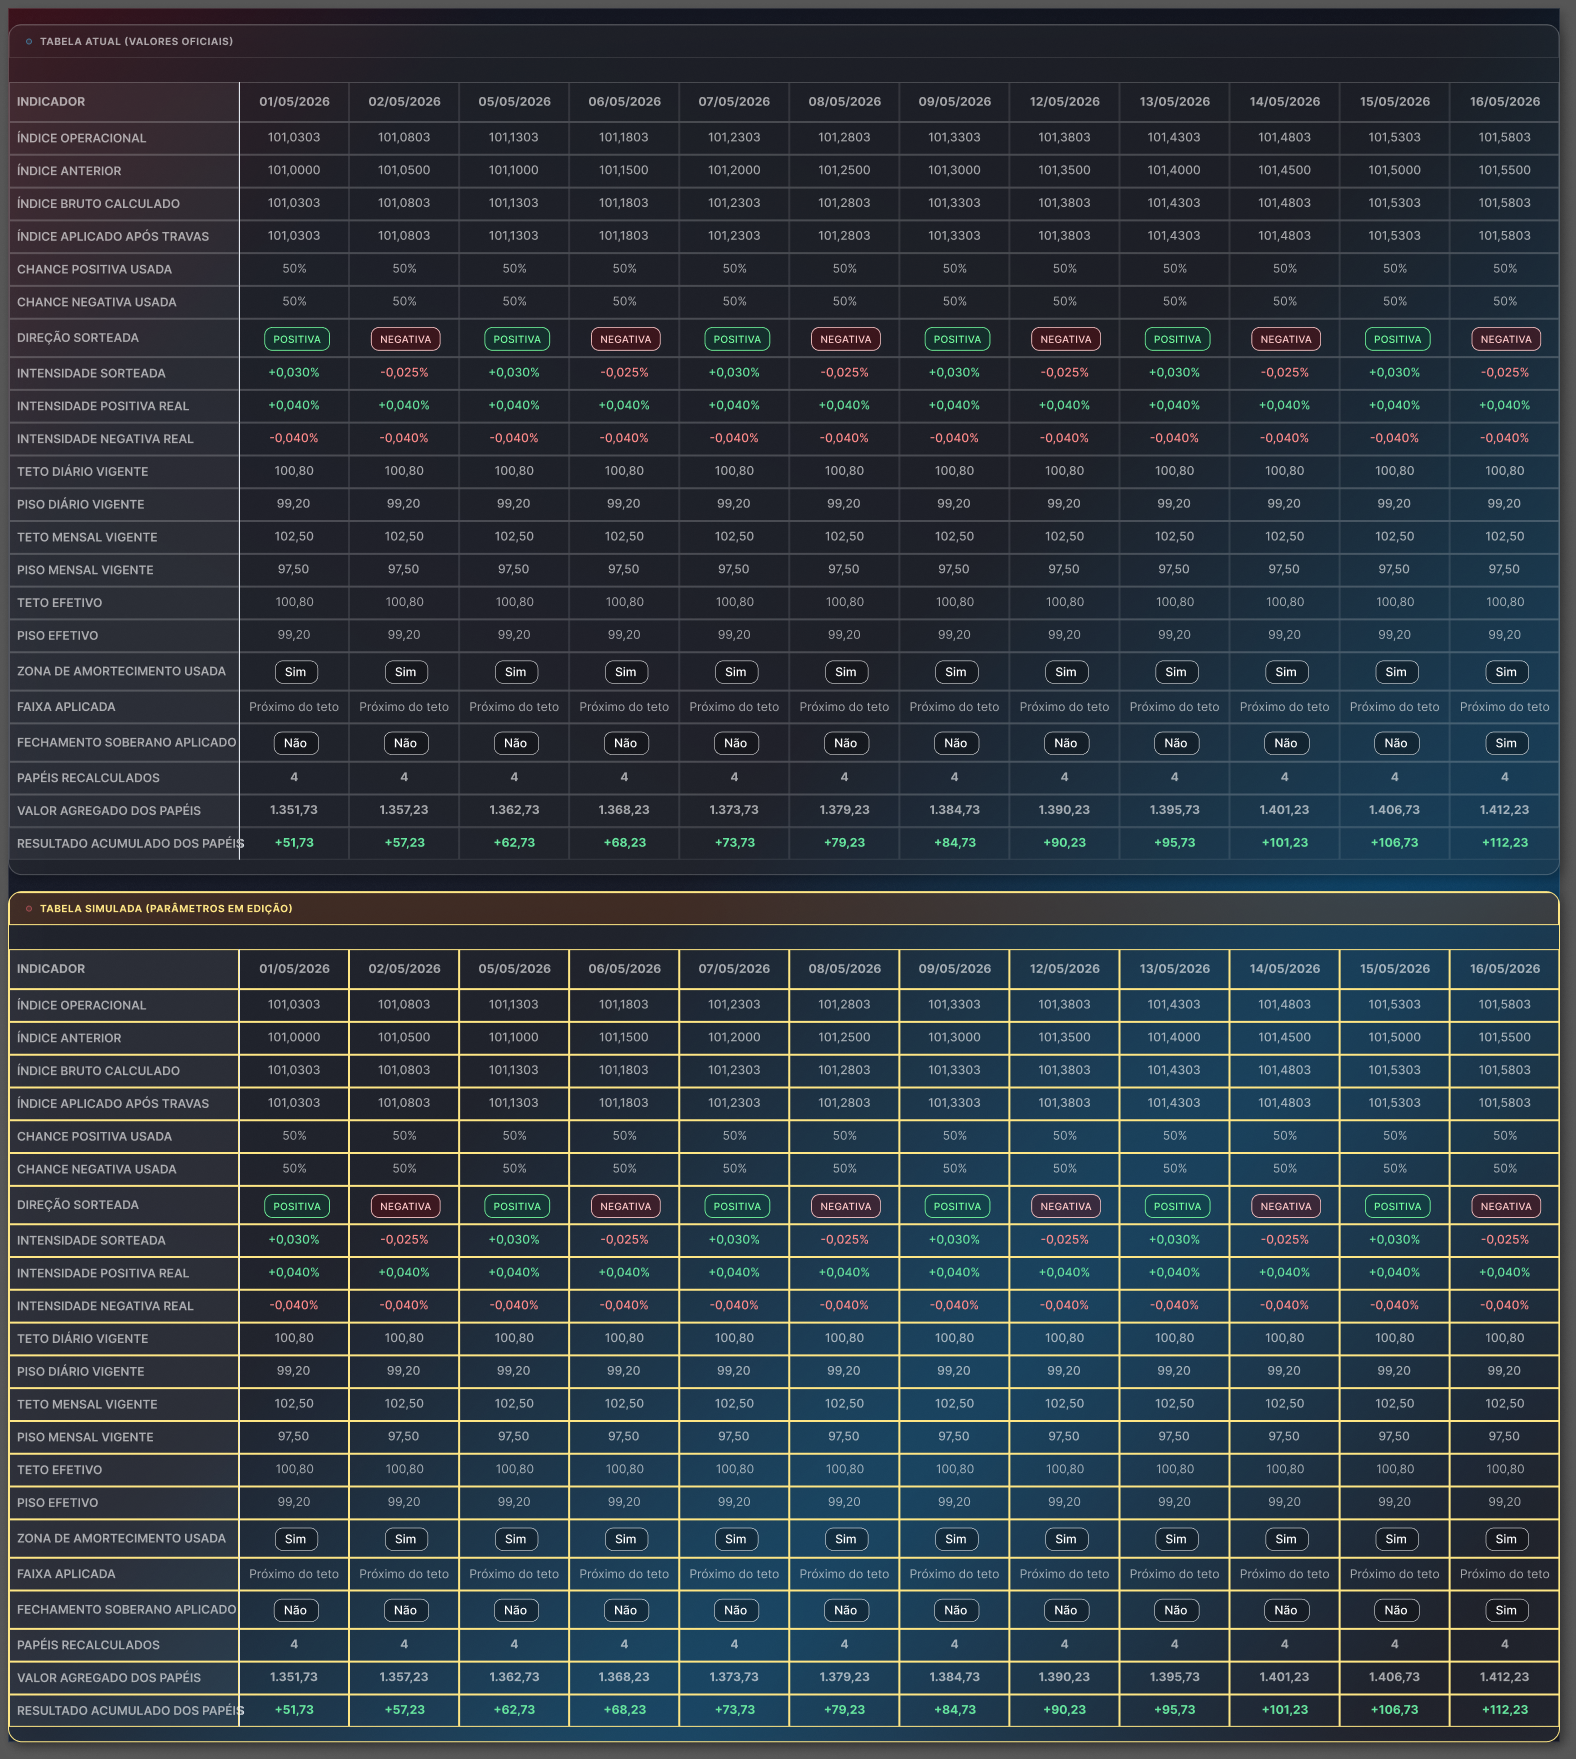 TABELA ATUAL (VALORES OFICIAIS)
INDICADOR 01/05/2026 02/05/2026 05/05/2026 06/05/2026 07/05/2026 08/05/2026 09/05/2026 12/05/2026 13/05/2026 14/05/2026 15/05/2026 16/05/2026
ÍNDICE OPERACIONAL 101,0303 101,0803 101,1303 101,1803 101,2303 101,2803 101,3303 101,3803 101,4303 101,4803 101,5303 101,5803
ÍNDICE ANTERIOR 101,0000 101,0500 101,1000 101,1500 101,2000 101,2500 101,3000 101,3500 101,4000 101,4500 101,5000 101,5500
ÍNDICE BRUTO CALCULADO 101,0303 101,0803 101,1303 101,1803 101,2303 101,2803 101,3303 101,3803 101,4303 101,4803 101,5303 101,5803
ÍNDICE APLICADO APÓS TRAVAS 101,0303 101,0803 101,1303 101,1803 101,2303 101,2803 101,3303 101,3803 101,4303 101,4803 101,5303 101,5803
CHANCE POSITIVA USADA 50% 50% 50% 50% 50% 50% 50% 50% 50% 50% 50% 50%
CHANCE NEGATIVA USADA 50% 50% 50% 50% 50% 50% 50% 50% 50% 50% 50% 50%
DIREÇÃO SORTEADA POSITIVA NEGATIVA POSITIVA NEGATIVA POSITIVA NEGATIVA POSITIVA NEGATIVA POSITIVA NEGATIVA POSITIVA NEGATIVA
INTENSIDADE SORTEADA +0,030% -0,025% +0,030% -0,025% +0,030% -0,025% +0,030% -0,025% +0,030% -0,025% +0,030% -0,025%
INTENSIDADE POSITIVA REAL +0,040% +0,040% +0,040% +0,040% +0,040% +0,040% +0,040% +0,040% +0,040% +0,040% +0,040% +0,040%
INTENSIDADE NEGATIVA REAL -0,040% -0,040% -0,040% -0,040% -0,040% -0,040% -0,040% -0,040% -0,040% -0,040% -0,040% -0,040%
TETO DIÁRIO VIGENTE 100,80 100,80 100,80 100,80 100,80 100,80 100,80 100,80 100,80 100,80 100,80 100,80
PISO DIÁRIO VIGENTE 99,20 99,20 99,20 99,20 99,20 99,20 99,20 99,20 99,20 99,20 99,20 99,20
TETO MENSAL VIGENTE 102,50 102,50 102,50 102,50 102,50 102,50 102,50 102,50 102,50 102,50 102,50 102,50
PISO MENSAL VIGENTE 97,50 97,50 97,50 97,50 97,50 97,50 97,50 97,50 97,50 97,50 97,50 97,50
TETO EFETIVO 100,80 100,80 100,80 100,80 100,80 100,80 100,80 100,80 100,80 100,80 100,80 100,80
PISO EFETIVO 99,20 99,20 99,20 99,20 99,20 99,20 99,20 99,20 99,20 99,20 99,20 99,20
ZONA DE AMORTECIMENTO USADA Sim Sim Sim Sim Sim Sim Sim Sim Sim Sim Sim Sim
FAIXA APLICADA Próximo do teto Próximo do teto Próximo do teto Próximo do teto Próximo do teto Próximo do teto Próximo do teto Próximo do teto Próximo do teto Próximo do teto Próximo do teto Próximo do teto
FECHAMENTO SOBERANO APLICADO Não Não Não Não Não Não Não Não Não Não Não Sim
PAPÉIS RECALCULADOS 4 4 4 4 4 4 4 4 4 4 4 4
VALOR AGREGADO DOS PAPÉIS 1.351,73 1.357,23 1.362,73 1.368,23 1.373,73 1.379,23 1.384,73 1.390,23 1.395,73 1.401,23 1.406,73 1.412,23
RESULTADO ACUMULADO DOS PAPÉIS +51,73 +57,23 +62,73 +68,23 +73,73 +79,23 +84,73 +90,23 +95,73 +101,23 +106,73 +112,23
TABELA SIMULADA (PARÂMETROS EM EDIÇÃO)
INDICADOR 01/05/2026 02/05/2026 05/05/2026 06/05/2026 07/05/2026 08/05/2026 09/05/2026 12/05/2026 13/05/2026 14/05/2026 15/05/2026 16/05/2026
ÍNDICE OPERACIONAL 101,0303 101,0803 101,1303 101,1803 101,2303 101,2803 101,3303 101,3803 101,4303 101,4803 101,5303 101,5803
ÍNDICE ANTERIOR 101,0000 101,0500 101,1000 101,1500 101,2000 101,2500 101,3000 101,3500 101,4000 101,4500 101,5000 101,5500
ÍNDICE BRUTO CALCULADO 101,0303 101,0803 101,1303 101,1803 101,2303 101,2803 101,3303 101,3803 101,4303 101,4803 101,5303 101,5803
ÍNDICE APLICADO APÓS TRAVAS 101,0303 101,0803 101,1303 101,1803 101,2303 101,2803 101,3303 101,3803 101,4303 101,4803 101,5303 101,5803
CHANCE POSITIVA USADA 50% 50% 50% 50% 50% 50% 50% 50% 50% 50% 50% 50%
CHANCE NEGATIVA USADA 50% 50% 50% 50% 50% 50% 50% 50% 50% 50% 50% 50%
DIREÇÃO SORTEADA POSITIVA NEGATIVA POSITIVA NEGATIVA POSITIVA NEGATIVA POSITIVA NEGATIVA POSITIVA NEGATIVA POSITIVA NEGATIVA
INTENSIDADE SORTEADA +0,030% -0,025% +0,030% -0,025% +0,030% -0,025% +0,030% -0,025% +0,030% -0,025% +0,030% -0,025%
INTENSIDADE POSITIVA REAL +0,040% +0,040% +0,040% +0,040% +0,040% +0,040% +0,040% +0,040% +0,040% +0,040% +0,040% +0,040%
INTENSIDADE NEGATIVA REAL -0,040% -0,040% -0,040% -0,040% -0,040% -0,040% -0,040% -0,040% -0,040% -0,040% -0,040% -0,040%
TETO DIÁRIO VIGENTE 100,80 100,80 100,80 100,80 100,80 100,80 100,80 100,80 100,80 100,80 100,80 100,80
PISO DIÁRIO VIGENTE 99,20 99,20 99,20 99,20 99,20 99,20 99,20 99,20 99,20 99,20 99,20 99,20
TETO MENSAL VIGENTE 102,50 102,50 102,50 102,50 102,50 102,50 102,50 102,50 102,50 102,50 102,50 102,50
PISO MENSAL VIGENTE 97,50 97,50 97,50 97,50 97,50 97,50 97,50 97,50 97,50 97,50 97,50 97,50
TETO EFETIVO 100,80 100,80 100,80 100,80 100,80 100,80 100,80 100,80 100,80 100,80 100,80 100,80
PISO EFETIVO 99,20 99,20 99,20 99,20 99,20 99,20 99,20 99,20 99,20 99,20 99,20 99,20
ZONA DE AMORTECIMENTO USADA Sim Sim Sim Sim Sim Sim Sim Sim Sim Sim Sim Sim
FAIXA APLICADA Próximo do teto Próximo do teto Próximo do teto Próximo do teto Próximo do teto Próximo do teto Próximo do teto Próximo do teto Próximo do teto Próximo do teto Próximo do teto Próximo do teto
FECHAMENTO SOBERANO APLICADO Não Não Não Não Não Não Não Não Não Não Não Sim
PAPÉIS RECALCULADOS 4 4 4 4 4 4 4 4 4 4 4 4
VALOR AGREGADO DOS PAPÉIS 1.351,73 1.357,23 1.362,73 1.368,23 1.373,73 1.379,23 1.384,73 1.390,23 1.395,73 1.401,23 1.406,73 1.412,23
RESULTADO ACUMULADO DOS PAPÉIS +51,73 +57,23 +62,73 +68,23 +73,73 +79,23 +84,73 +90,23 +95,73 +101,23 +106,73 +112,23